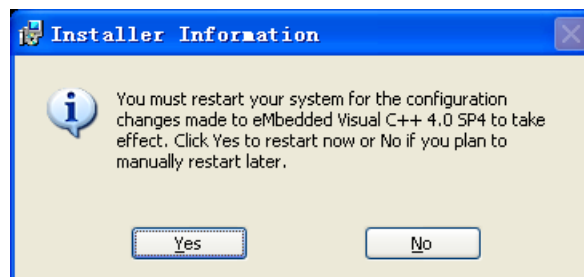 Installer Information
You must restart your system for the configuration
changes made to eMbedded Visual C++ 4.0 SP4 to take
effect. Click Yes to restart now or No if you plan to
manually restart later.
Yes
No